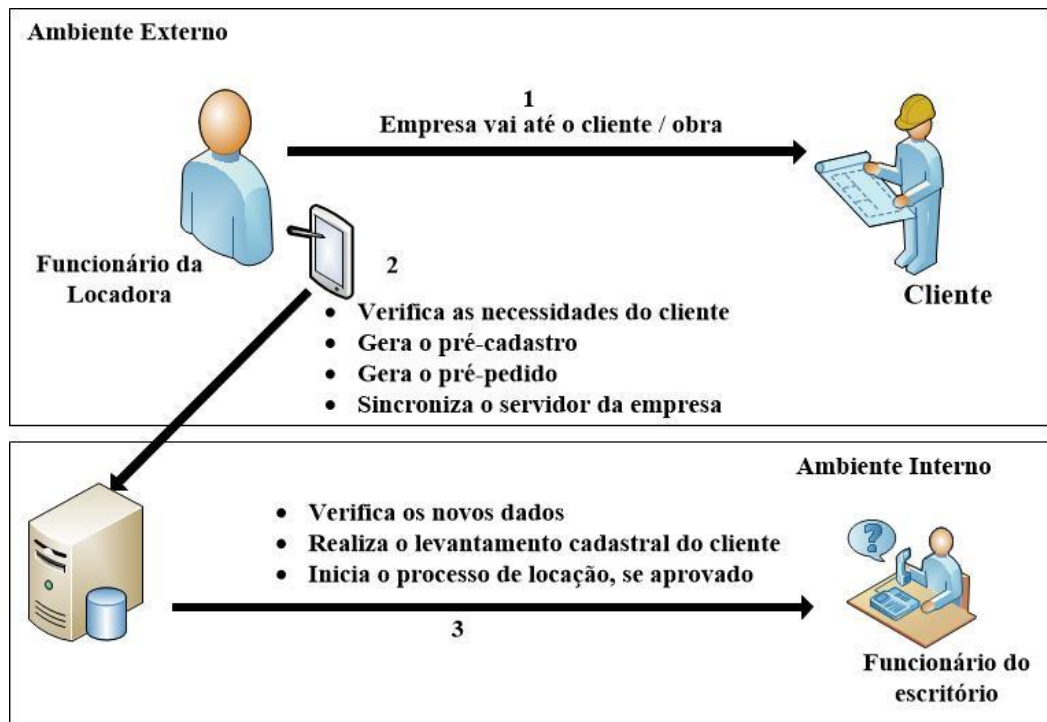 Ambiente Externo
1
Empresa vai até o cliente / obra
Funcionário da
Locadora
Cliente
2
• Verifica as necessidades do cliente
• Gera o pré-cadastro
• Gera o pré-pedido
• Sincroniza o servidor da empresa
Ambiente Interno
• Verifica os novos dados
• Realiza o levantamento cadastral do cliente
• Inicia o processo de locação, se aprovado
3
?
Funcionário do
escritório